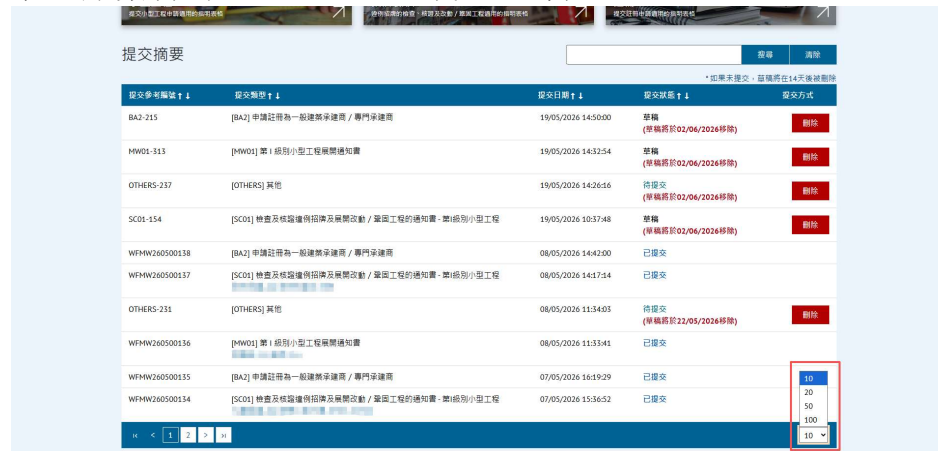 提交小型工程申請適用的指明表格
違例招牌的檢查、核證及改動 / 鞏固工程適用的指明表格
提交註冊申請適用的指明表格
提交摘要
搜尋 清除
*如果未提交，草稿將在14天後被刪除
提交參考編號↑↓ 提交類型↑↓ 提交日期↑↓ 提交狀態↑↓ 提交方式
BA2-215 [BA2] 申請註冊為一般建築承建商 / 專門承建商 19/05/2026 14:50:00 草稿 刪除
(草稿將於02/06/2026移除)
MW01-313 [MW01] 第 I 級別小型工程展開通知書 19/05/2026 14:32:54 草稿 刪除
(草稿將於02/06/2026移除)
OTHERS-237 [OTHERS] 其他 19/05/2026 14:26:16 待提交 刪除
(草稿將於02/06/2026移除)
SC01-154 [SC01] 檢查及核證違例招牌及展開改動 / 鞏固工程的通知書 - 第I級別小型工程 19/05/2026 10:37:48 草稿 刪除
(草稿將於02/06/2026移除)
WFMW260500138 [BA2] 申請註冊為一般建築承建商 / 專門承建商 08/05/2026 14:42:00 已提交
WFMW260500137 [SC01] 檢查及核證違例招牌及展開改動 / 鞏固工程的通知書 - 第I級別小型工程 08/05/2026 14:17:14 已提交
OTHERS-231 [OTHERS] 其他 08/05/2026 11:34:03 待提交 刪除
(草稿將於22/05/2026移除)
WFMW260500136 [MW01] 第 I 級別小型工程展開通知書 08/05/2026 11:33:41 已提交
WFMW260500135 [BA2] 申請註冊為一般建築承建商 / 專門承建商 07/05/2026 16:19:29 已提交
WFMW260500134 [SC01] 檢查及核證違例招牌及展開改動 / 鞏固工程的通知書 - 第I級別小型工程 07/05/2026 15:36:52 已提交
10
20
50
100
1 2 10